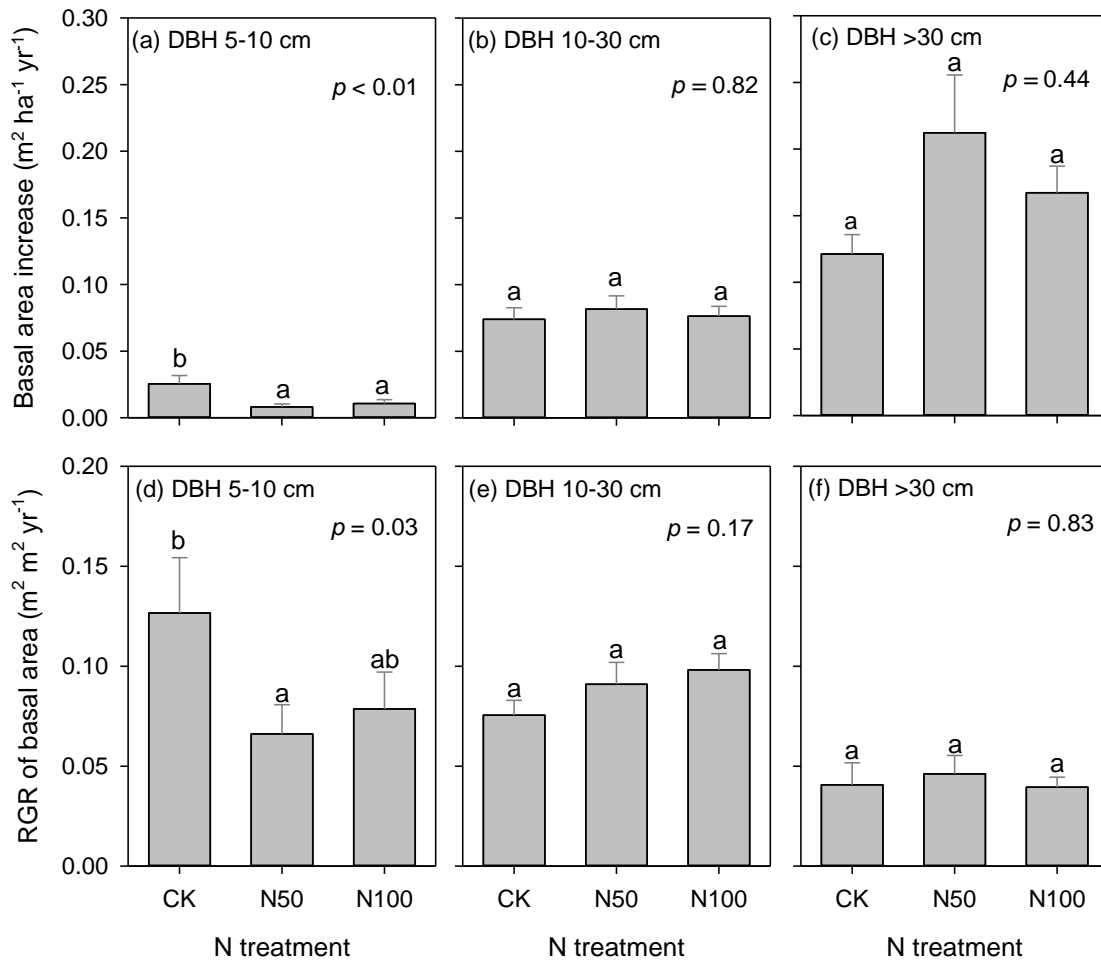 Basal area increase (m² ha⁻¹ yr⁻¹)
0.30
0.25
0.20
0.15
0.10
0.05
0.00
(a) DBH 5-10 cm
p < 0.01
b
a
a
(b) DBH 10-30 cm
p = 0.82
a
a
a
(c) DBH >30 cm
p = 0.44
a
a
a
RGR of basal area (m² m² yr⁻¹)
0.20
0.15
0.10
0.05
0.00
(d) DBH 5-10 cm
p = 0.03
b
a
ab
CK N50 N100
N treatment
(e) DBH 10-30 cm
p = 0.17
a
a
a
CK N50 N100
N treatment
(f) DBH >30 cm
p = 0.83
a
a
a
CK N50 N100
N treatment